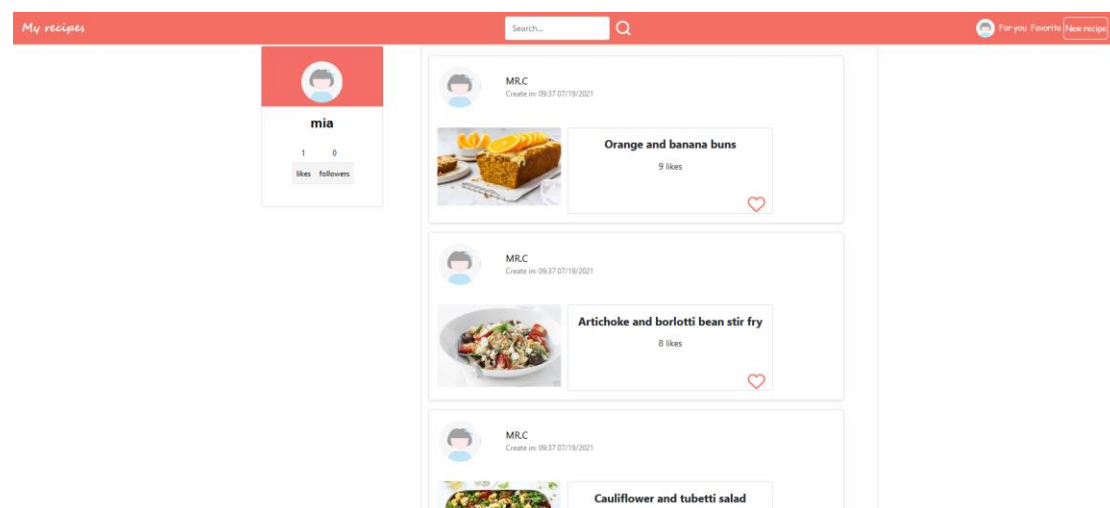 My recipes
Search...
For you Favorite New recipe
mia
1 0
likes followers
MR.C
Create in: 09:37 07/19/2021
Orange and banana buns
9 likes
MR.C
Create in: 09:37 07/19/2021
Artichoke and borlotti bean stir fry
8 likes
MR.C
Create in: 09:37 07/19/2021
Cauliflower and tubetti salad